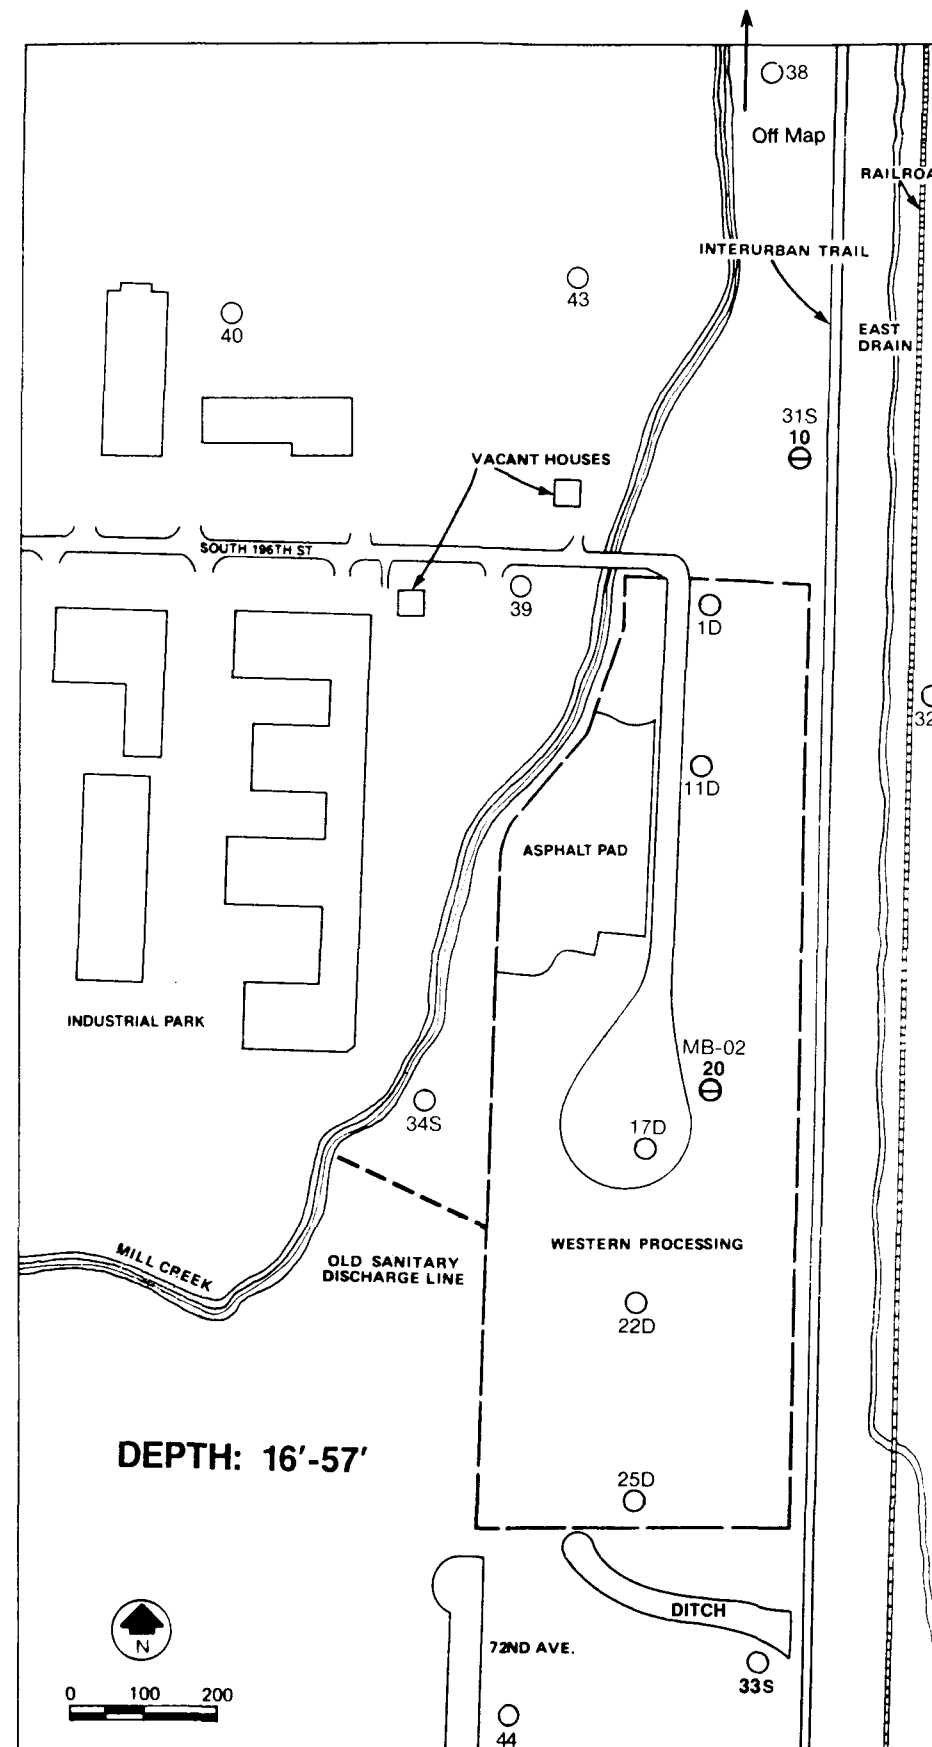 38
Off Map
RAILROA
INTERURBAN TRAIL
43
40
EAST
DRAIN
31S
10
VACANT HOUSES
SOUTH 196TH ST
39
1D
32
11D
ASPHALT PAD
INDUSTRIAL PARK
MB-02
20
34S
17D
MILL CREEK
WESTERN PROCESSING
OLD SANITARY
DISCHARGE LINE
22D
DEPTH: 16'-57'
25D
DITCH
N
72ND AVE.
33S
0 100 200
44